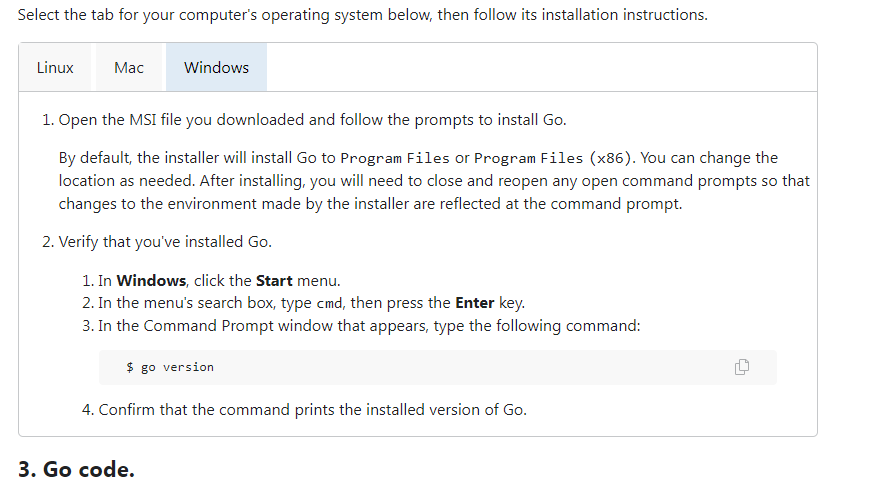 Select the tab for your computer's operating system below, then follow its installation instructions.
Linux
Mac
Windows
1. Open the MSI file you downloaded and follow the prompts to install Go.
By default, the installer will install Go to Program Files or Program Files (x86). You can change the
location as needed. After installing, you will need to close and reopen any open command prompts so that
changes to the environment made by the installer are reflected at the command prompt.
2. Verify that you've installed Go.
1. In Windows, click the Start menu.
2. In the menu's search box, type cmd, then press the Enter key.
3. In the Command Prompt window that appears, type the following command:
$ go version
4. Confirm that the command prints the installed version of Go.
3. Go code.